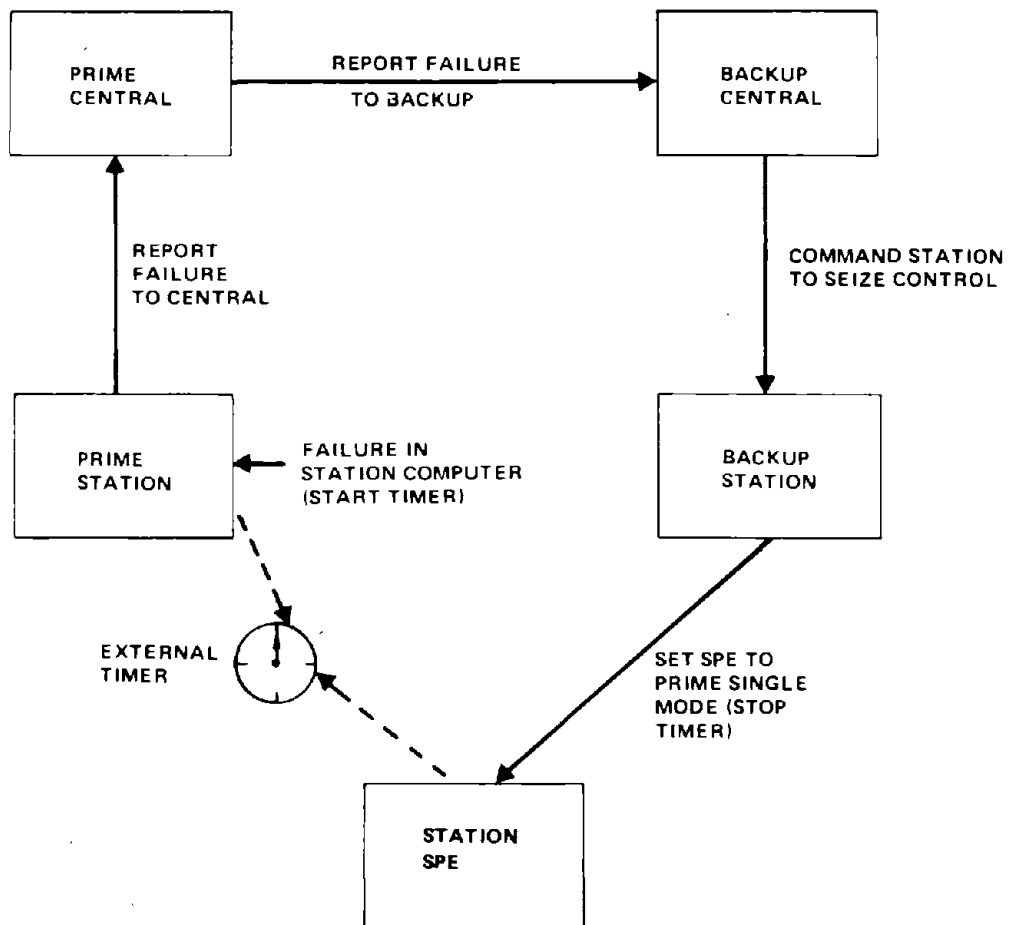 PRIME
CENTRAL
REPORT FAILURE
TO BACKUP
BACKUP
CENTRAL
REPORT
FAILURE
TO CENTRAL
COMMAND STATION
TO SEIZE CONTROL
PRIME
STATION
FAILURE IN
STATION COMPUTER
(START TIMER)
BACKUP
STATION
EXTERNAL
TIMER
SET SPE TO
PRIME SINGLE
MODE (STOP
TIMER)
STATION
SPE